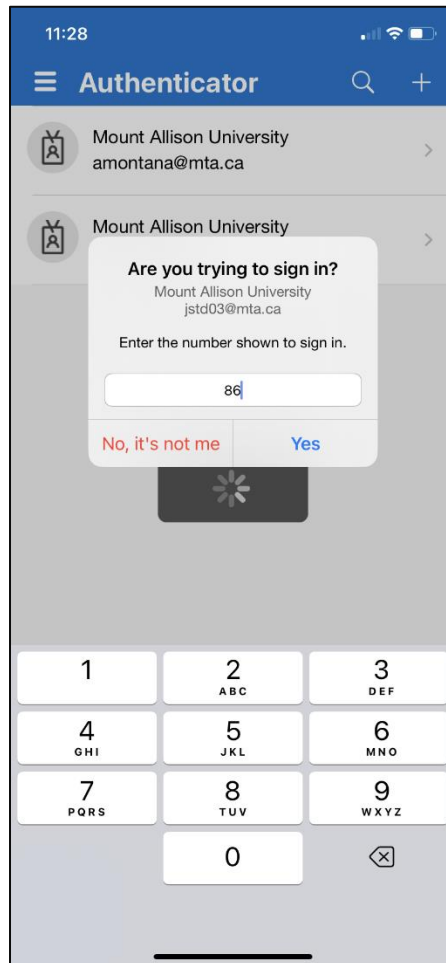 11:28
Authenticator
Mount Allison University
amontana@mta.ca
Mount Allison University
Are you trying to sign in?
Mount Allison University
jstd03@mta.ca
Enter the number shown to sign in.
86
No, it's not me Yes
1 2 3
ABC DEF
4 5 6
GHI JKL MNO
7 8 9
PQRS TUV WXYZ
0